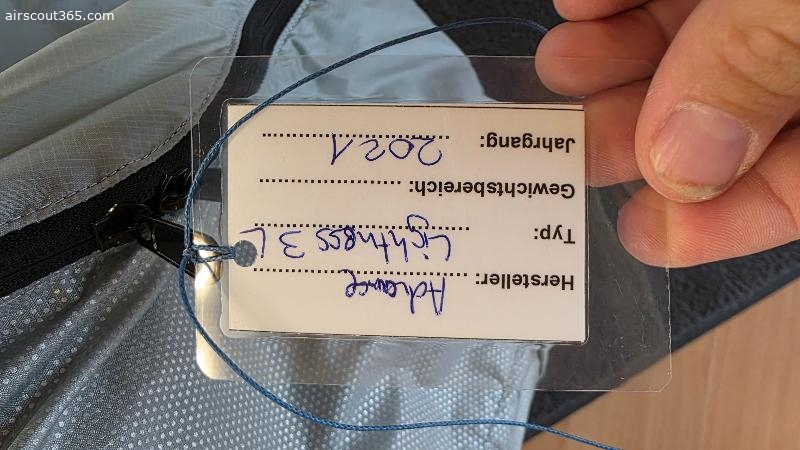 airscout365.com
Hersteller: Advance
Typ: Lightness 3 L
Gewichtsbereich:
Jahrgang: 2021